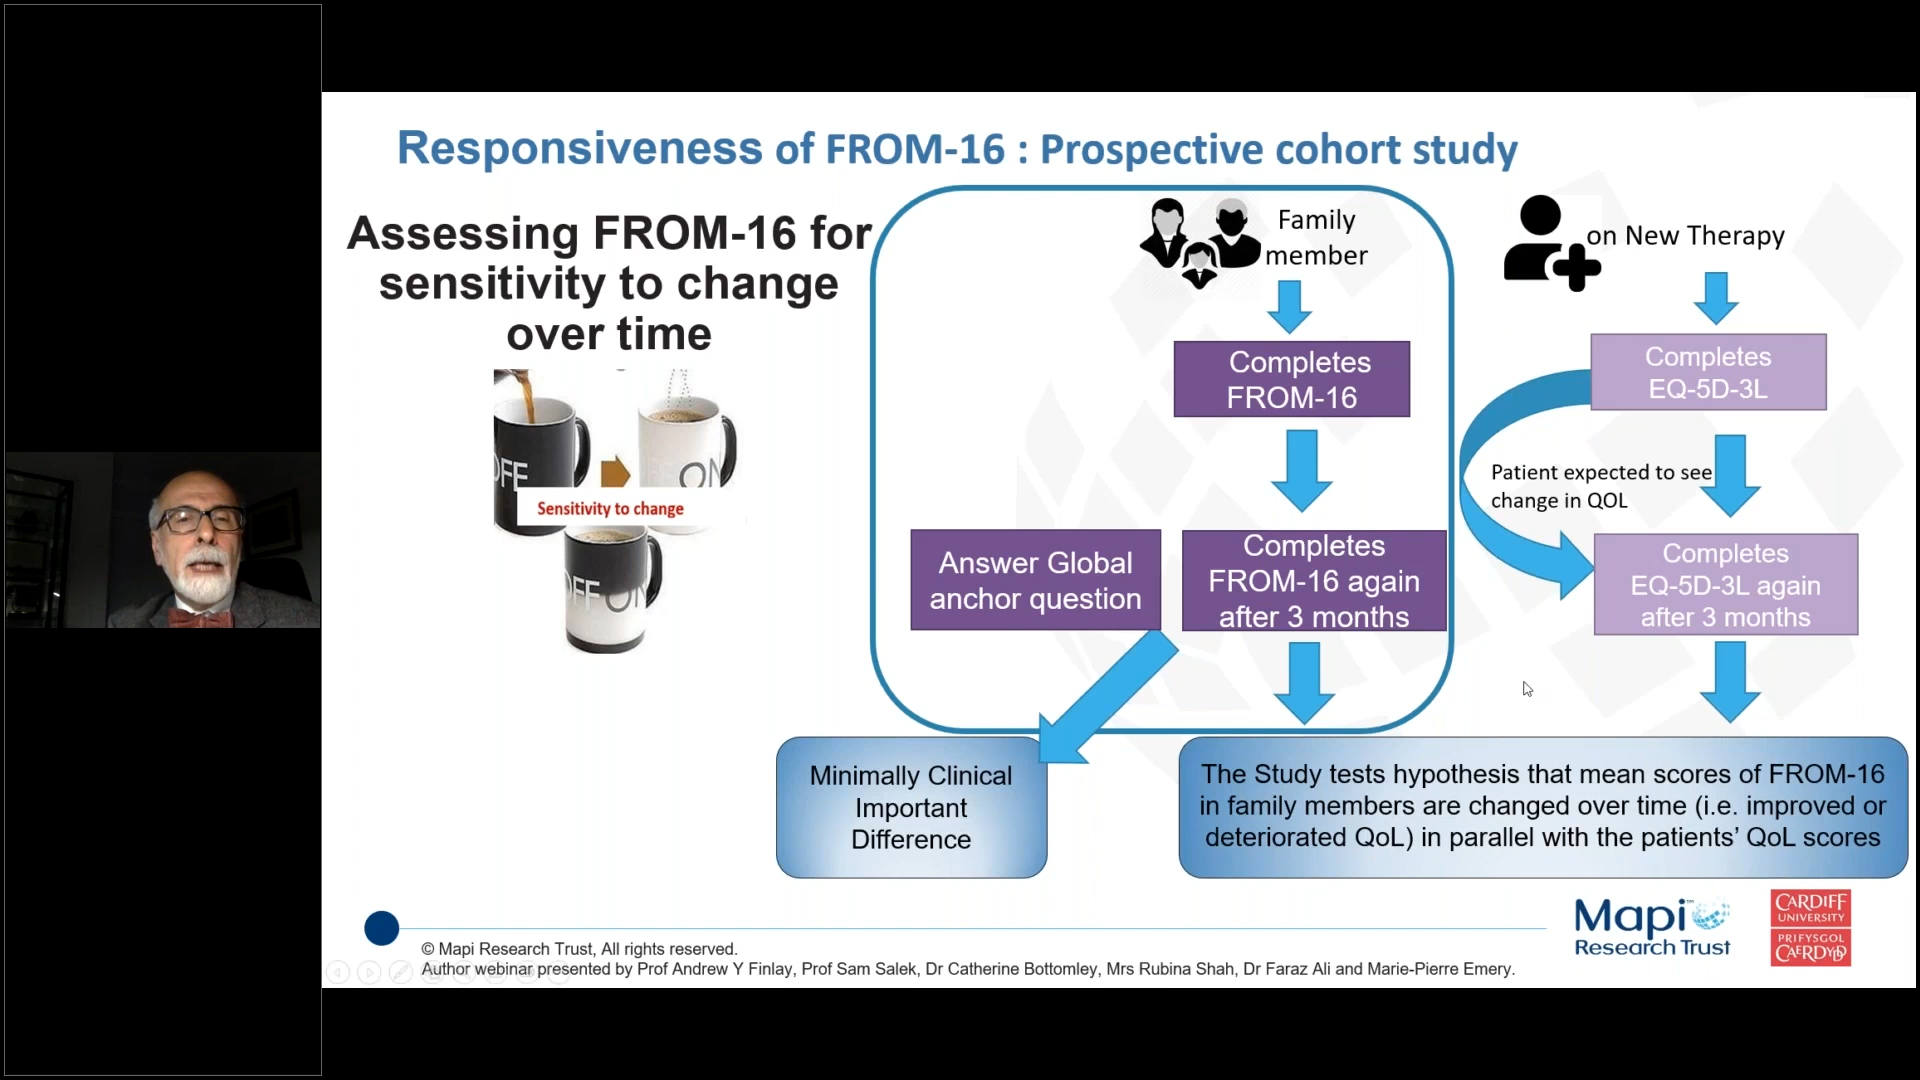 Responsiveness of FROM-16 : Prospective cohort study
Assessing FROM-16 for
sensitivity to change
over time
OFF
ON
Sensitivity to change
OFF ON
Family
member
Completes
FROM-16
Answer Global
anchor question
Completes
FROM-16 again
after 3 months
on New Therapy
Completes
EQ-5D-3L
Patient expected to see
change in QOL
Completes
EQ-5D-3L again
after 3 months
Minimally Clinical
Important
Difference
The Study tests hypothesis that mean scores of FROM-16
in family members are changed over time (i.e. improved or
deteriorated QoL) in parallel with the patients’ QoL scores
© Mapi Research Trust, All rights reserved.
Author webinar presented by Prof Andrew Y Finlay, Prof Sam Salek, Dr Catherine Bottomley, Mrs Rubina Shah, Dr Faraz Ali and Marie-Pierre Emery.
Mapi
Research Trust
CARDIFF
UNIVERSITY
PRIFYSGOL
CAERDYDD